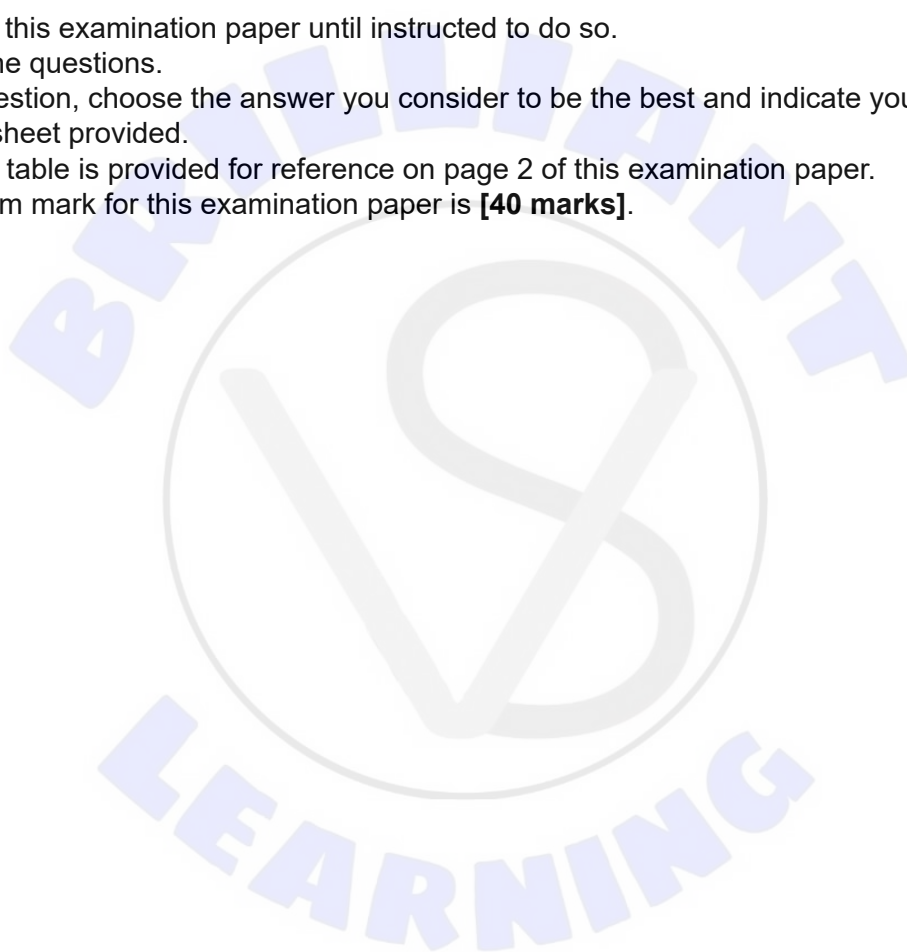 this examination paper until instructed to do so.
ne questions.
estion, choose the answer you consider to be the best and indicate you
sheet provided.
table is provided for reference on page 2 of this examination paper.
m mark for this examination paper is [40 marks].
BRILLIANT
VS
LEARNING